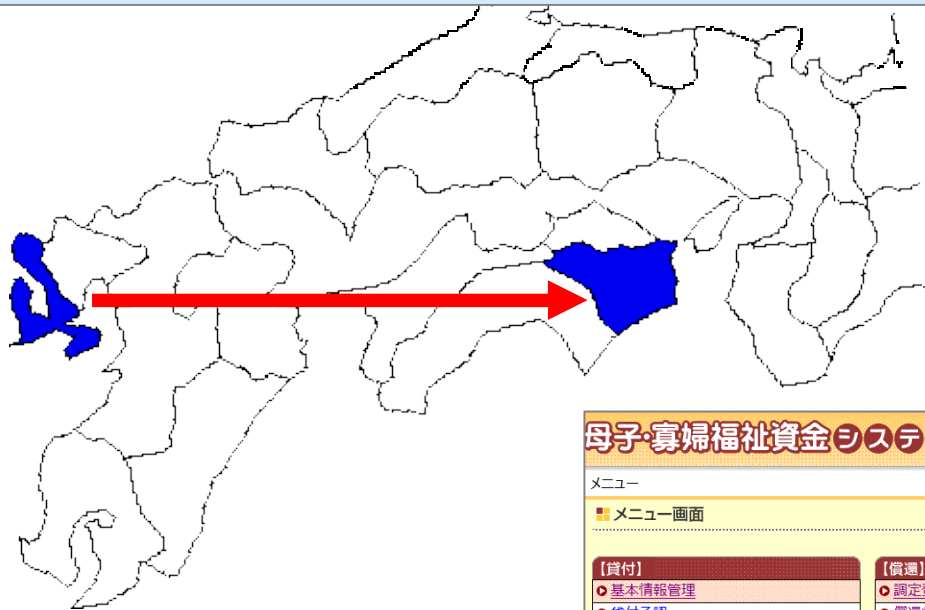 母子・寡婦福祉資金システ
メニュー
メニュー画面
【貸付】
基本情報管理
【償還】